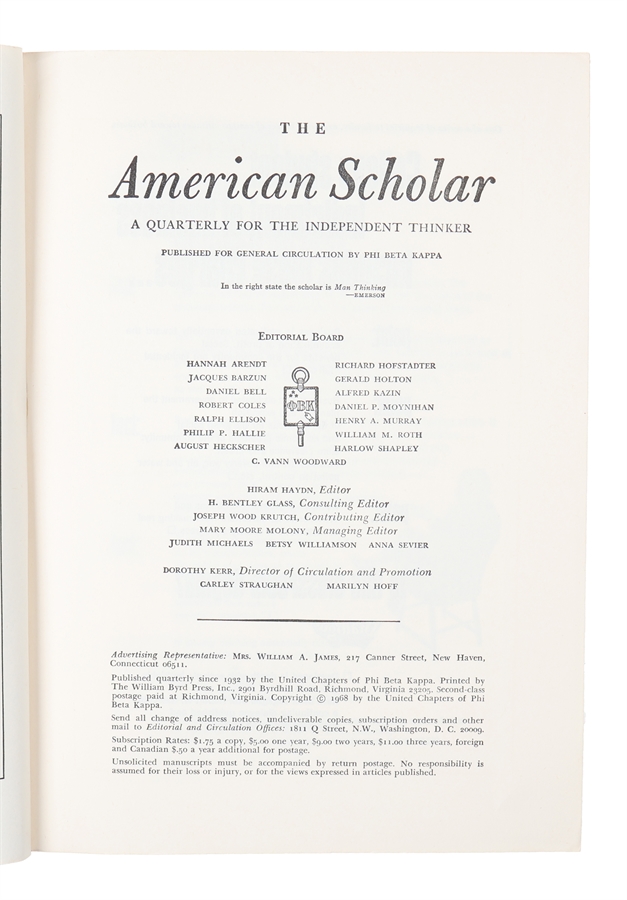 THE
American Scholar
A QUARTERLY FOR THE INDEPENDENT THINKER
PUBLISHED FOR GENERAL CIRCULATION BY PHI BETA KAPPA
In the right state the scholar is Man Thinking
—EMERSON
EDITORIAL BOARD
HANNAH ARENDT
JACQUES BARZUN
DANIEL BELL
ROBERT COLES
RALPH ELLISON
PHILIP P. HALLIE
AUGUST HECKSCHER
ΦΒΚ
RICHARD HOFSTADTER
GERALD HOLTON
ALFRED KAZIN
DANIEL P. MOYNIHAN
HENRY A. MURRAY
WILLIAM M. ROTH
HARLOW SHAPLEY
C. VANN WOODWARD
HIRAM HAYDN, Editor
H. BENTLEY GLASS, Consulting Editor
JOSEPH WOOD KRUTCH, Contributing Editor
MARY MOORE MOLONY, Managing Editor
JUDITH MICHAELS BETSY WILLIAMSON ANNA SEVIER
DOROTHY KERR, Director of Circulation and Promotion
CARLEY STRAUGHAN MARILYN HOFF
Advertising Representative: MRS. WILLIAM A. JAMES, 217 Canner Street, New Haven,
Connecticut 06511.
Published quarterly since 1932 by the United Chapters of Phi Beta Kappa. Printed by
The William Byrd Press, Inc., 2901 Byrdhill Road, Richmond, Virginia 23205. Second-class
postage paid at Richmond, Virginia. Copyright © 1968 by the United Chapters of Phi
Beta Kappa.
Send all change of address notices, undeliverable copies, subscription orders and other
mail to Editorial and Circulation Offices: 1811 Q Street, N.W., Washington, D. C. 20009.
Subscription Rates: $1.75 a copy, $5.00 one year, $9.00 two years, $11.00 three years, foreign
and Canadian $.50 a year additional for postage.
Unsolicited manuscripts must be accompanied by return postage. No responsibility is
assumed for their loss or injury, or for the views expressed in articles published.